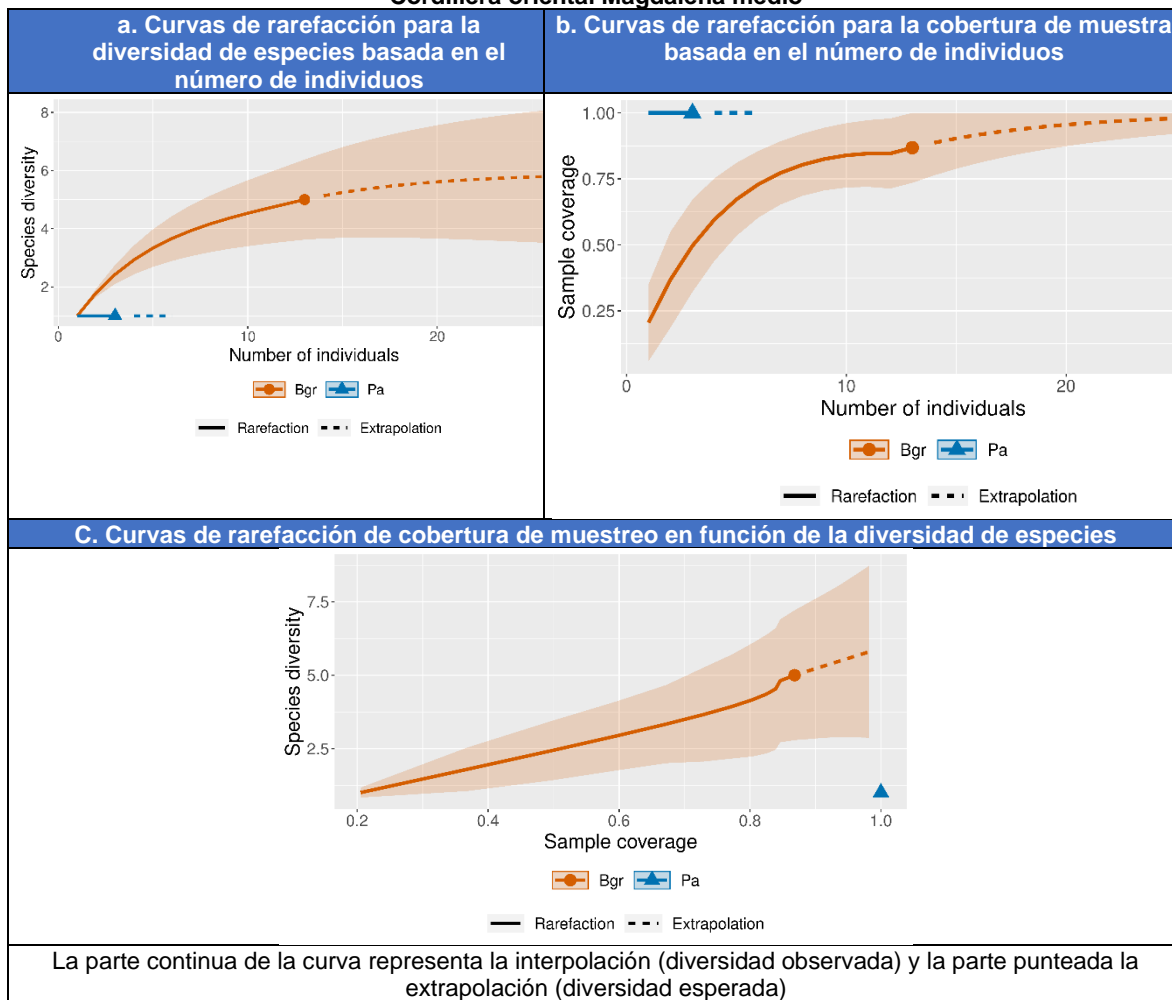 Cordillera oriental Magdalena medio
a. Curvas de rarefacción para la
diversidad de especies basada en el
número de individuos
b. Curvas de rarefacción para la cobertura de muestra
basada en el número de individuos
8
6
4
2
Species diversity
0
10
20
Number of individuals
Bgr
Pa
Rarefaction
Extrapolation
1.00
0.75
0.50
0.25
Sample coverage
0
10
20
Number of individuals
Bgr
Pa
Rarefaction
Extrapolation
C. Curvas de rarefacción de cobertura de muestreo en función de la diversidad de especies
7.5
5.0
2.5
Species diversity
0.2
0.4
0.6
0.8
1.0
Sample coverage
Bgr
Pa
Rarefaction
Extrapolation
La parte continua de la curva representa la interpolación (diversidad observada) y la parte punteada la
extrapolación (diversidad esperada)